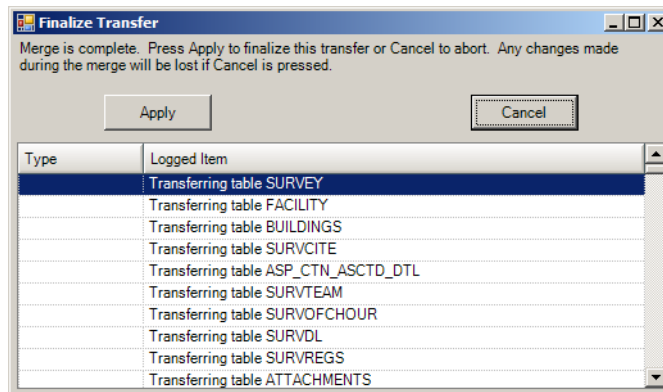 Finalize Transfer
Merge is complete. Press Apply to finalize this transfer or Cancel to abort. Any changes made
during the merge will be lost if Cancel is pressed.
Apply Cancel
Type Logged Item
Transferring table SURVEY
Transferring table FACILITY
Transferring table BUILDINGS
Transferring table SURVCITE
Transferring table ASP_CTN_ASCTD_DTL
Transferring table SURVTEAM
Transferring table SURVOFCHOUR
Transferring table SURVDL
Transferring table SURVREGS
Transferring table ATTACHMENTS